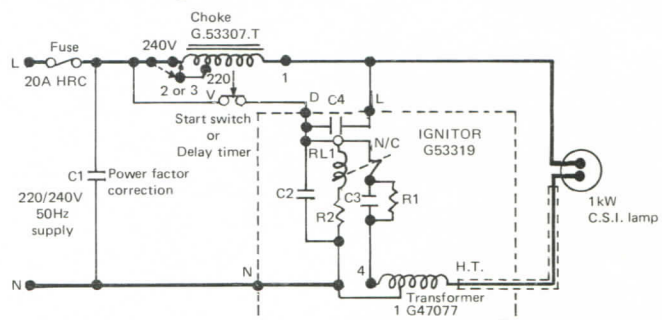 Choke
G.53307.T
Fuse
240V
L
20A HRC
220
1
2 or 3
V
D
C4
L
Start switch
or
Delay timer
IGNITOR
G53319
N/C
RL1
C1
Power factor
correction
C2
C3
R1
R2
220/240V
50Hz
supply
1kW
C.S.I. lamp
N
N
4
H.T.
Transformer
1 G47077